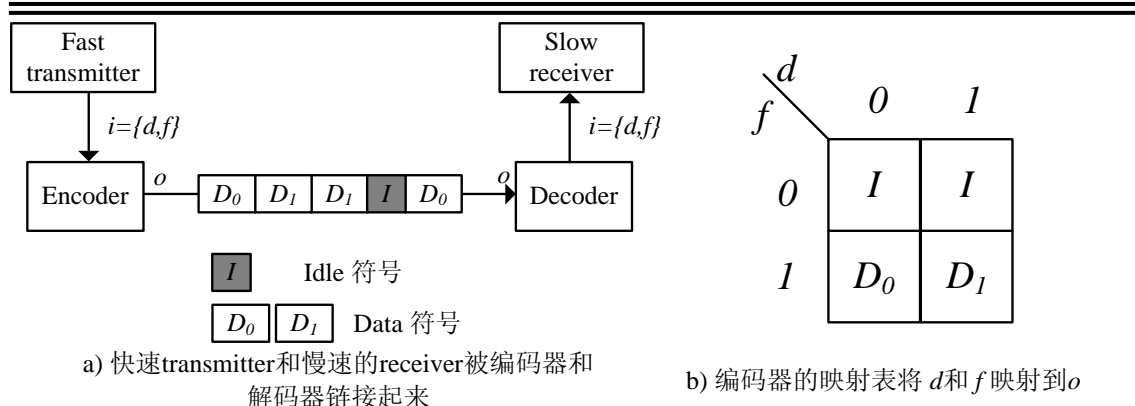 Fast
transmitter
Slow
receiver
i={d,f}
i={d,f}
Encoder
o
D0
D1
D1
I
D0
o
Decoder
I
Idle 符号
D0
D1
Data 符号
a) 快速transmitter和慢速的receiver被编码器和
解码器链接起来
d
f
0
1
0
I
I
1
D0
D1
b) 编码器的映射表将 d和 f 映射到o